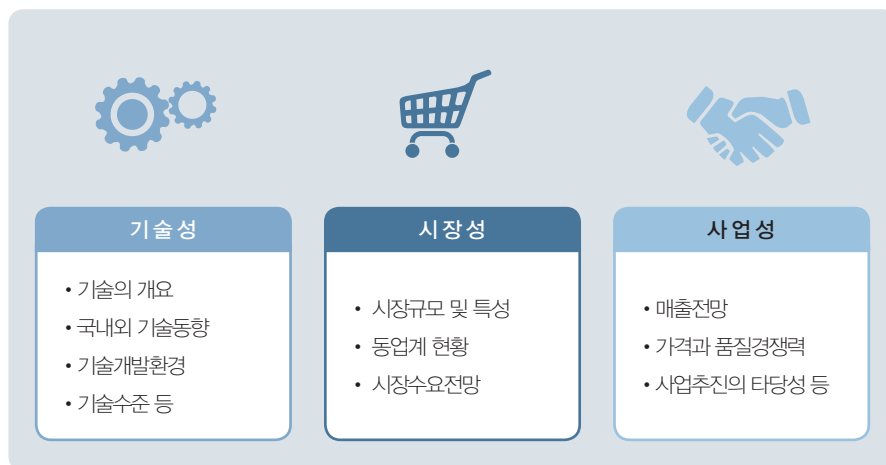 기술성
• 기술의 개요
• 국내외 기술동향
• 기술개발환경
• 기술수준 등
시장성
• 시장규모 및 특성
• 동업계 현황
• 시장수요전망
사업성
• 매출전망
• 가격과 품질경쟁력
• 사업추진의 타당성 등